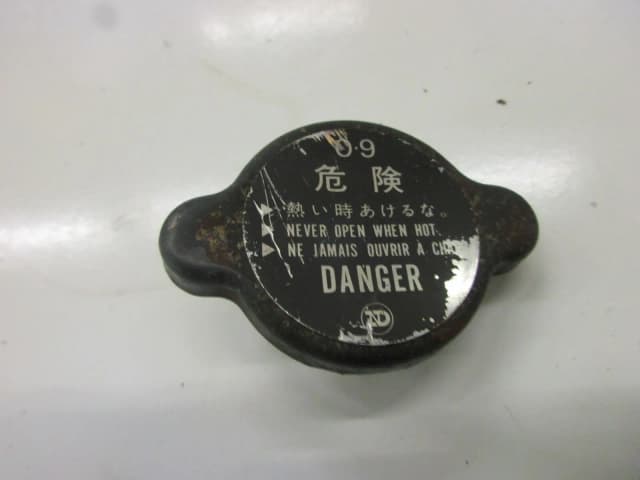 0.9
危険
▶熱い時あけるな。
▶NEVER OPEN WHEN HOT.
▶NE JAMAIS OUVRIR À
DANGER
ND